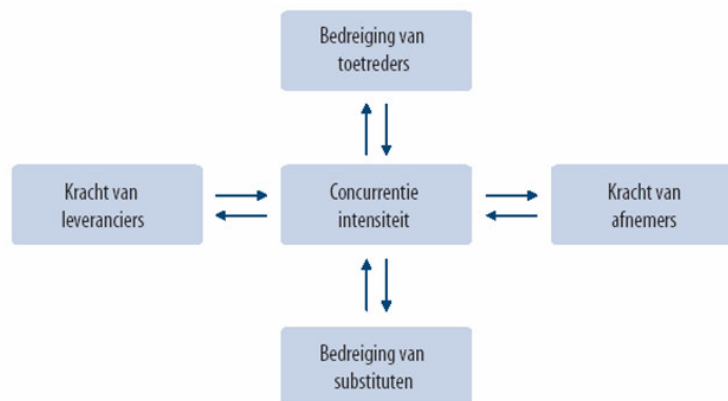 Bedreiging van
toetreders
Kracht van
leveranciers
Concurrentie
intensiteit
Kracht van
afnemers
Bedreiging van
substituten